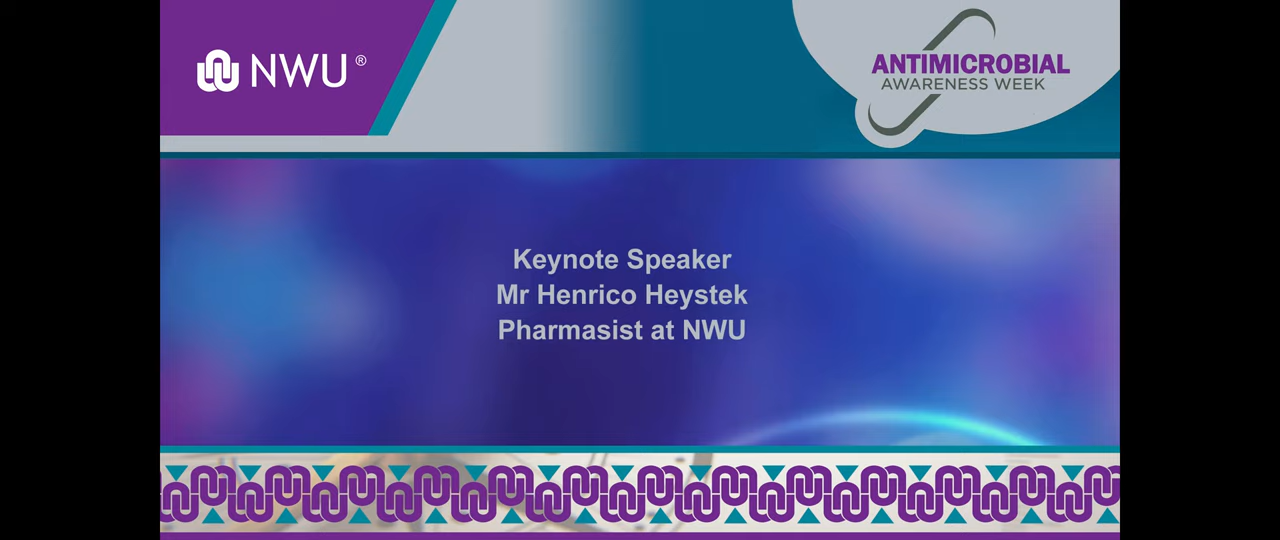 NWU®
ANTIMICROBIAL
AWARENESS WEEK
Keynote Speaker
Mr Henrico Heystek
Pharmasist at NWU